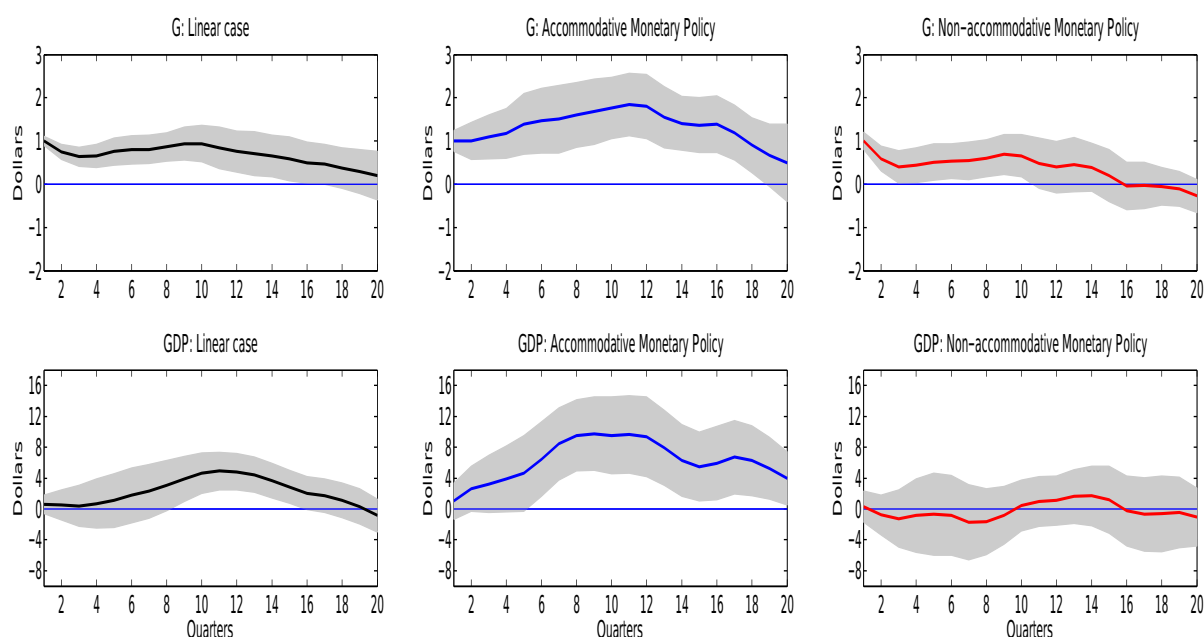 G: Linear case G: Accommodative Monetary Policy G: Non−accommodative Monetary Policy
3 3 3
2 2 2
1 1 1
0 0 0
−1 −1 −1
−2 −2 −2
Dollars Dollars Dollars
2 4 6 8 10 12 14 16 18 20 2 4 6 8 10 12 14 16 18 20 2 4 6 8 10 12 14 16 18 20
GDP: Linear case GDP: Accommodative Monetary Policy GDP: Non−accommodative Monetary Policy
16 16 16
12 12 12
8 8 8
4 4 4
0 0 0
−4 −4 −4
−8 −8 −8
Dollars Dollars Dollars
2 4 6 8 10 12 14 16 18 20 2 4 6 8 10 12 14 16 18 20 2 4 6 8 10 12 14 16 18 20
Quarters Quarters Quarters